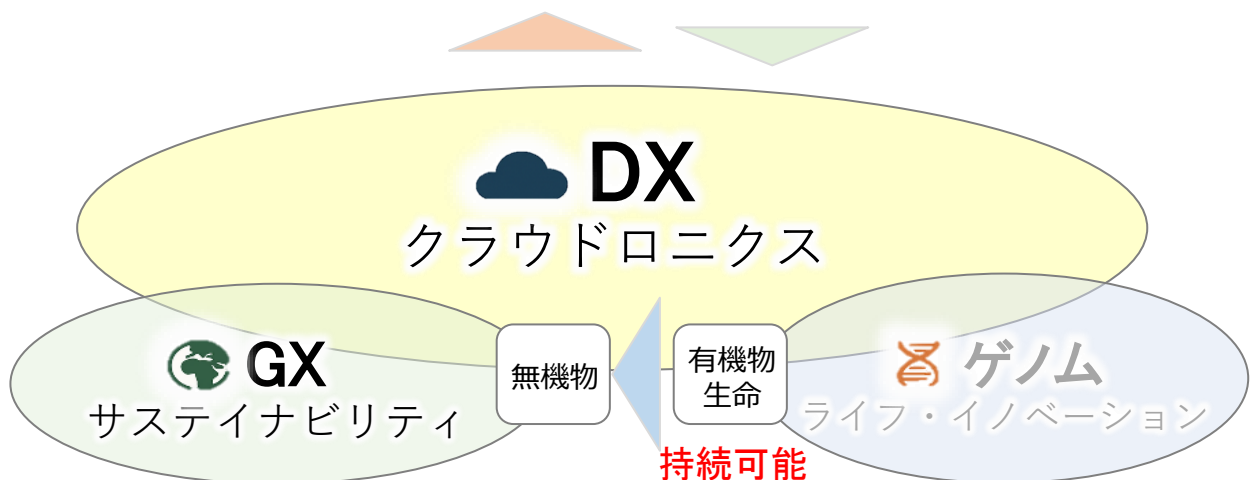 DX
クラウドロニクス
GX
サステイナビリティ
無機物
有機物
生命
ゲノム
ライフ・イノベーション
持続可能